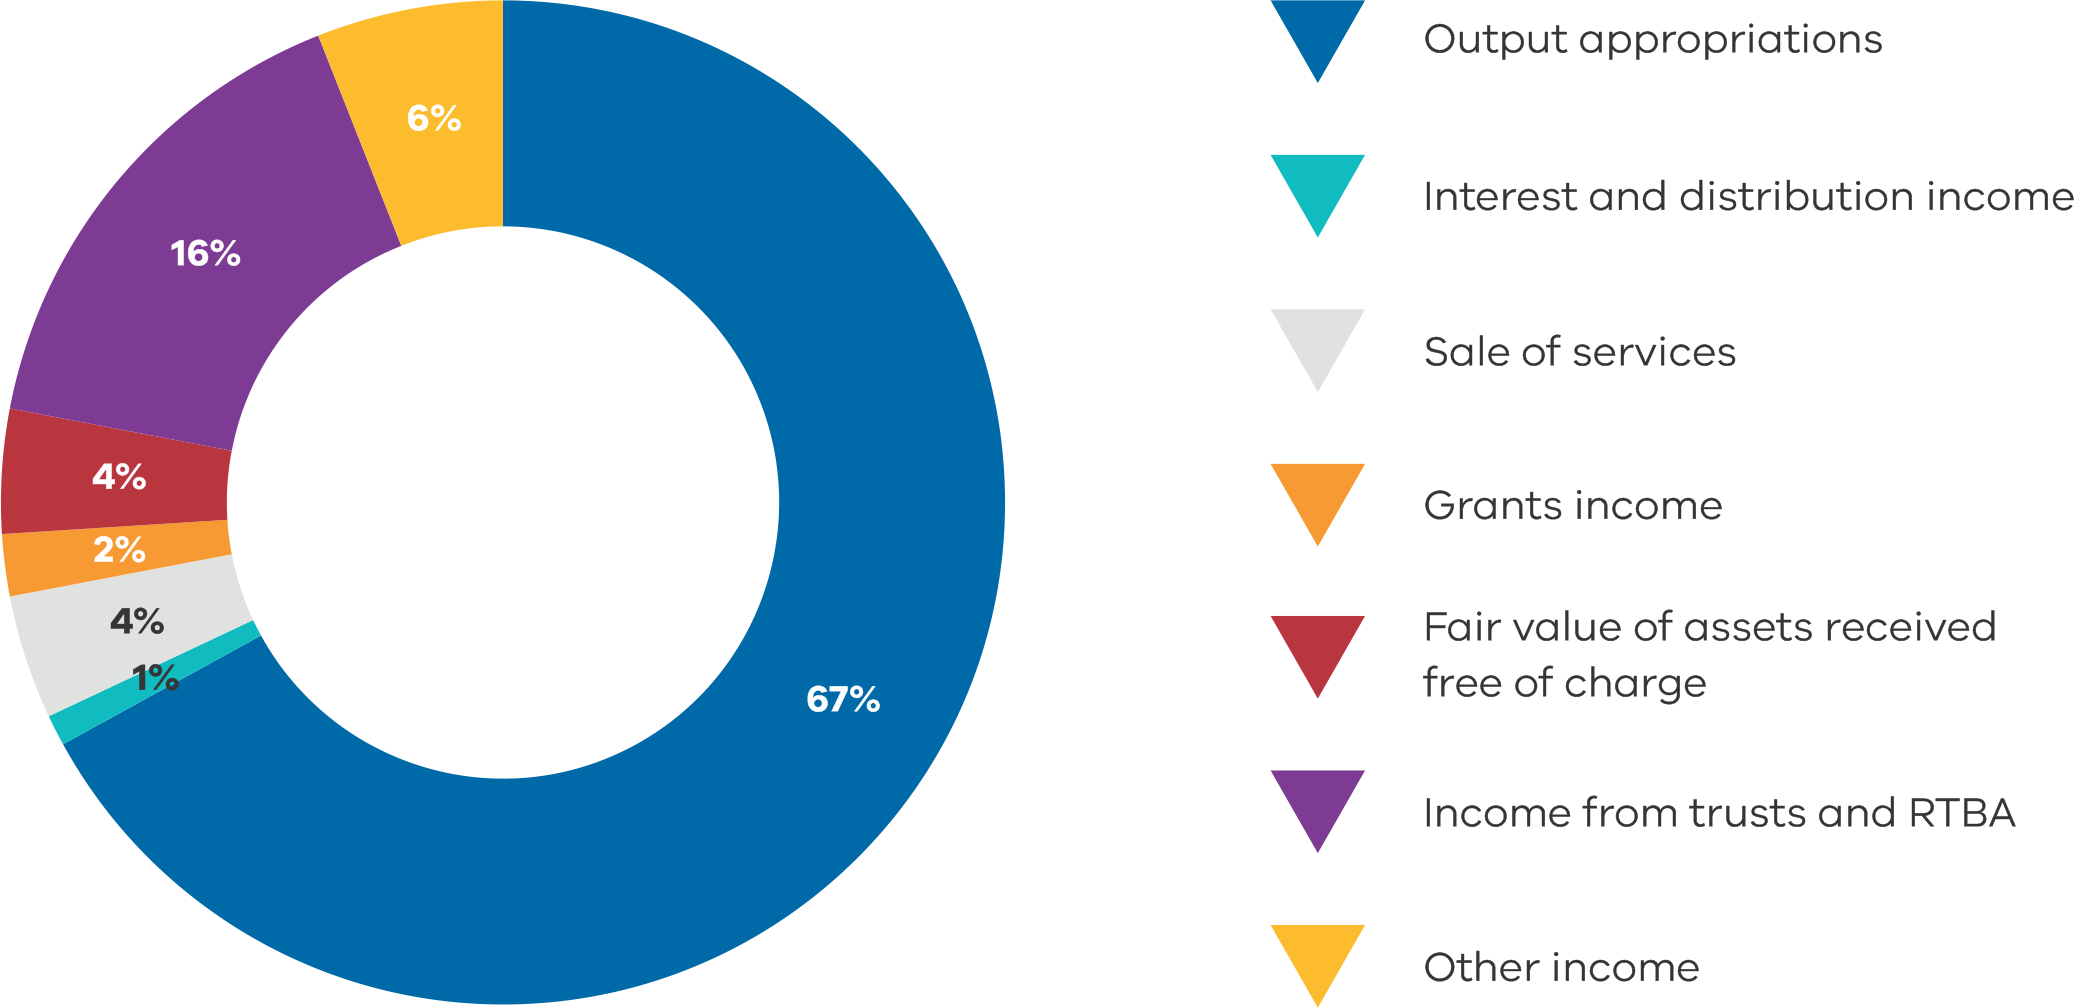 6%
16%
4%
2%
4%
1%
67%
Output appropriations
Interest and distribution income
Sale of services
Grants income
Fair value of assets received
free of charge
Income from trusts and RTBA
Other income